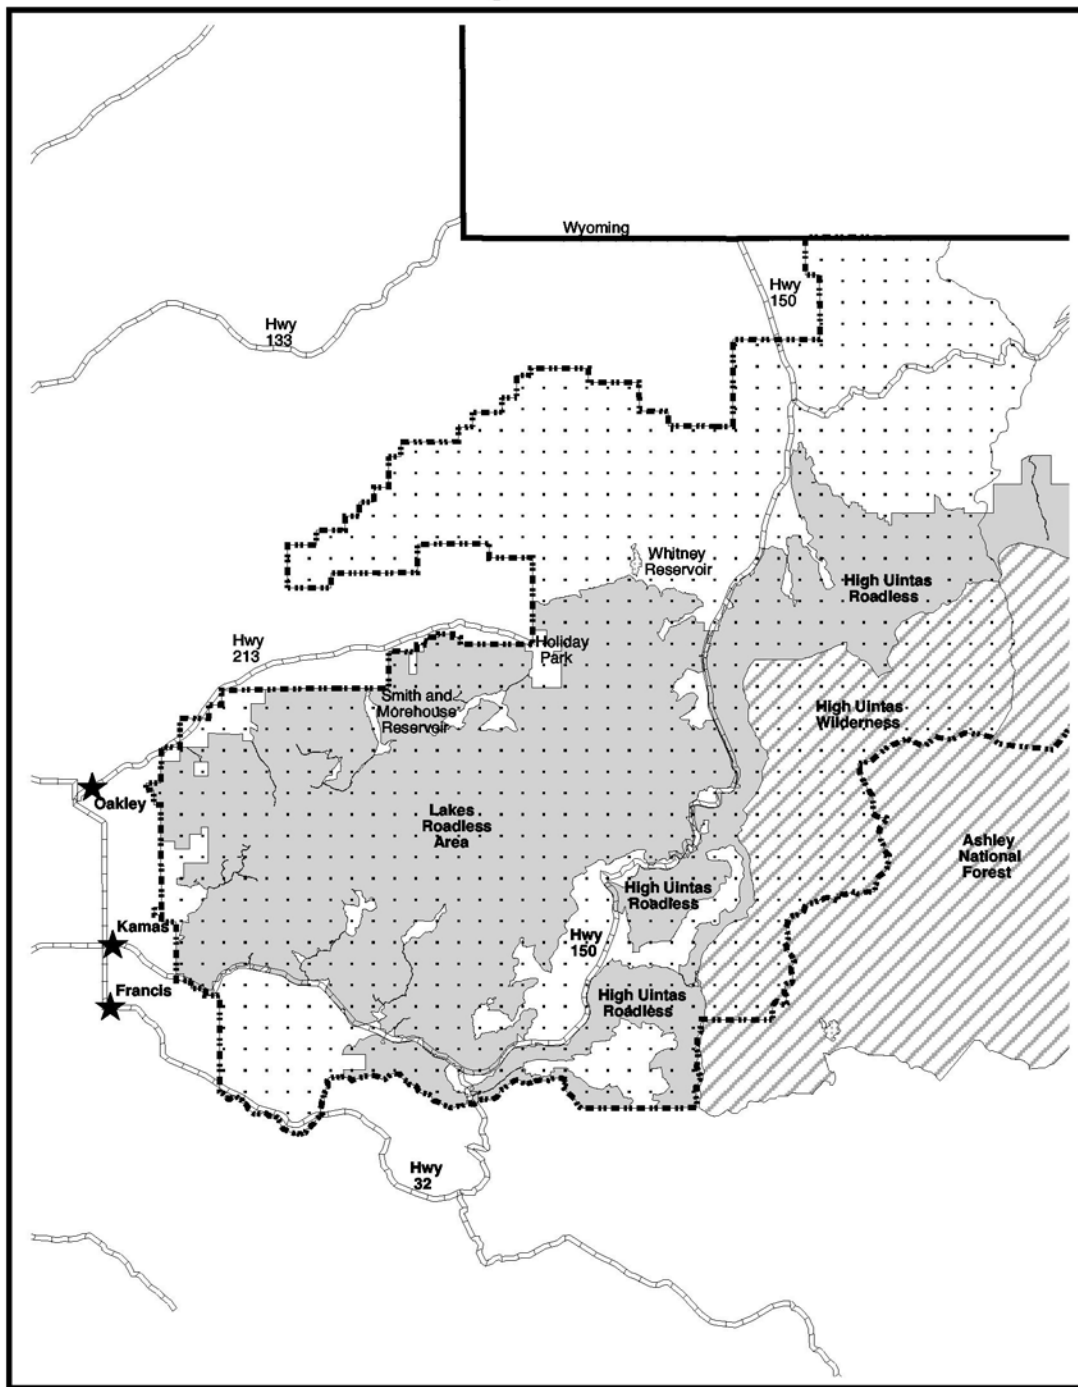 Wyoming
Hwy
150
Hwy
133
Whitney
Reservoir
High Uintas
Roadless
Hwy
213
Holiday
Park
Smith and
Morehouse
Reservoir
High Uintas
Wilderness
Oakley
Lakes
Roadless
Area
Ashley
National
Forest
High Uintas
Roadless
Kamas
Hwy
150
Francis
High Uintas
Roadless
Hwy
32